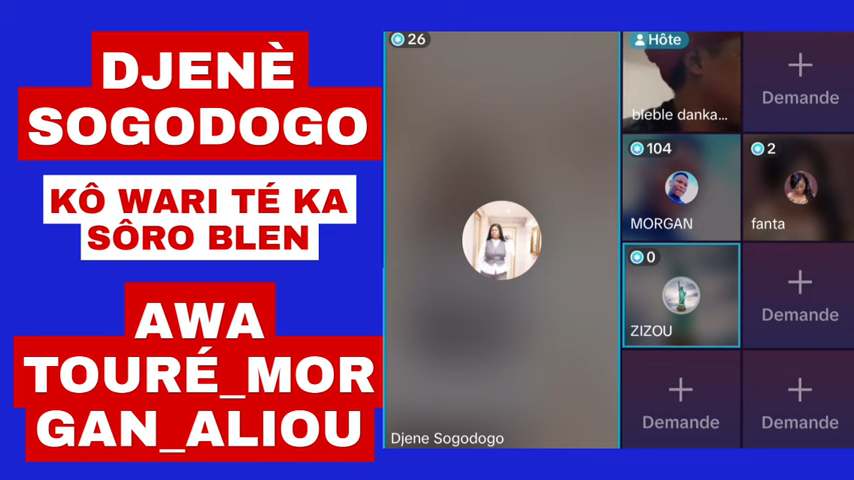 DJENÈ
SOGODOGO
KÔ WARI TÉ KA
SÔRO BLEN
AWA
TOURÉ_MOR
GAN_ALIOU
26
Djene Sogodogo
Hôte
bleble danka...
Demande
104
MORGAN
2
fanta
0
ZIZOU
Demande
Demande
Demande